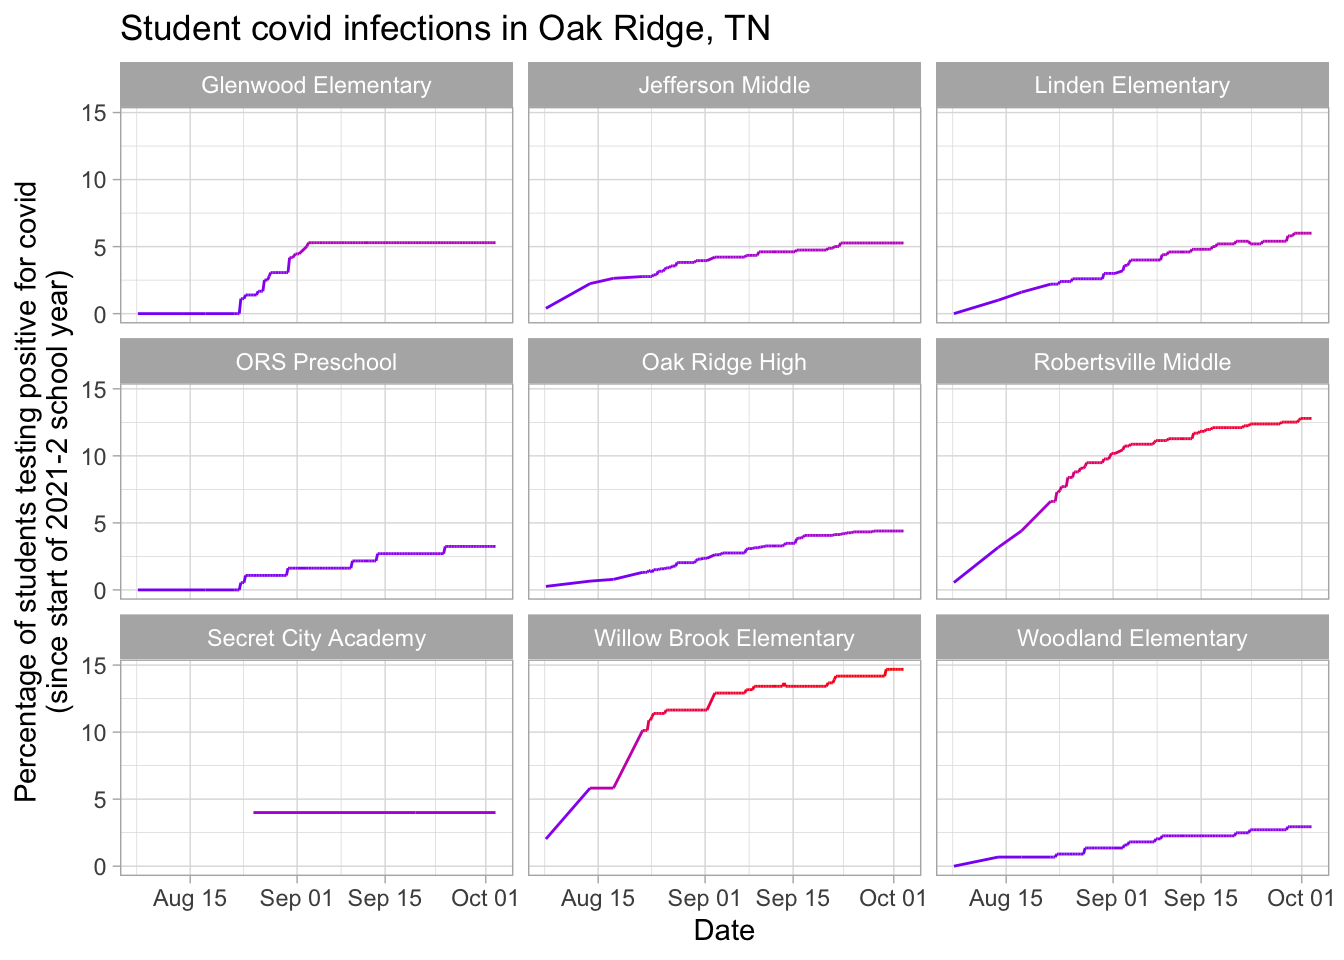 Student covid infections in Oak Ridge, TN
Percentage of students testing positive for covid
(since start of 2021-2 school year)
Glenwood Elementary
Jefferson Middle
Linden Elementary
15
10
5
0
ORS Preschool
Oak Ridge High
Robertsville Middle
15
10
5
0
Secret City Academy
Willow Brook Elementary
Woodland Elementary
15
10
5
0
Aug 15 Sep 01 Sep 15 Oct 01
Aug 15 Sep 01 Sep 15 Oct 01
Aug 15 Sep 01 Sep 15 Oct 01
Date